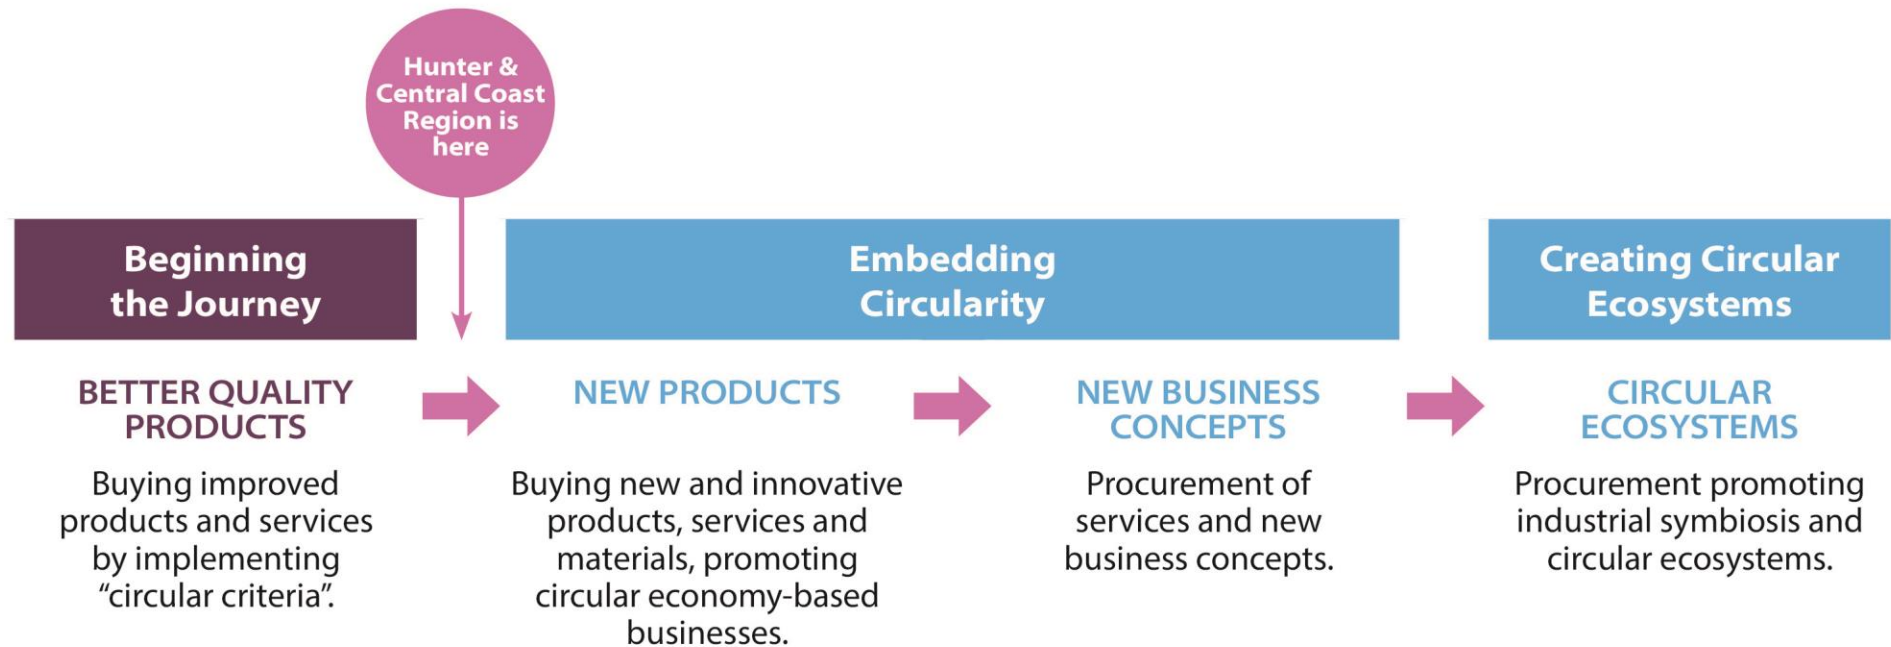 Hunter &
Central Coast
Region is
here
Beginning
the Journey
Embedding
Circularity
Creating Circular
Ecosystems
BETTER QUALITY
PRODUCTS
Buying improved
products and services
by implementing
“circular criteria”.
NEW PRODUCTS
Buying new and innovative
products, services and
materials, promoting
circular economy-based
businesses.
NEW BUSINESS
CONCEPTS
Procurement of
services and new
business concepts.
CIRCULAR
ECOSYSTEMS
Procurement promoting
industrial symbiosis and
circular ecosystems.